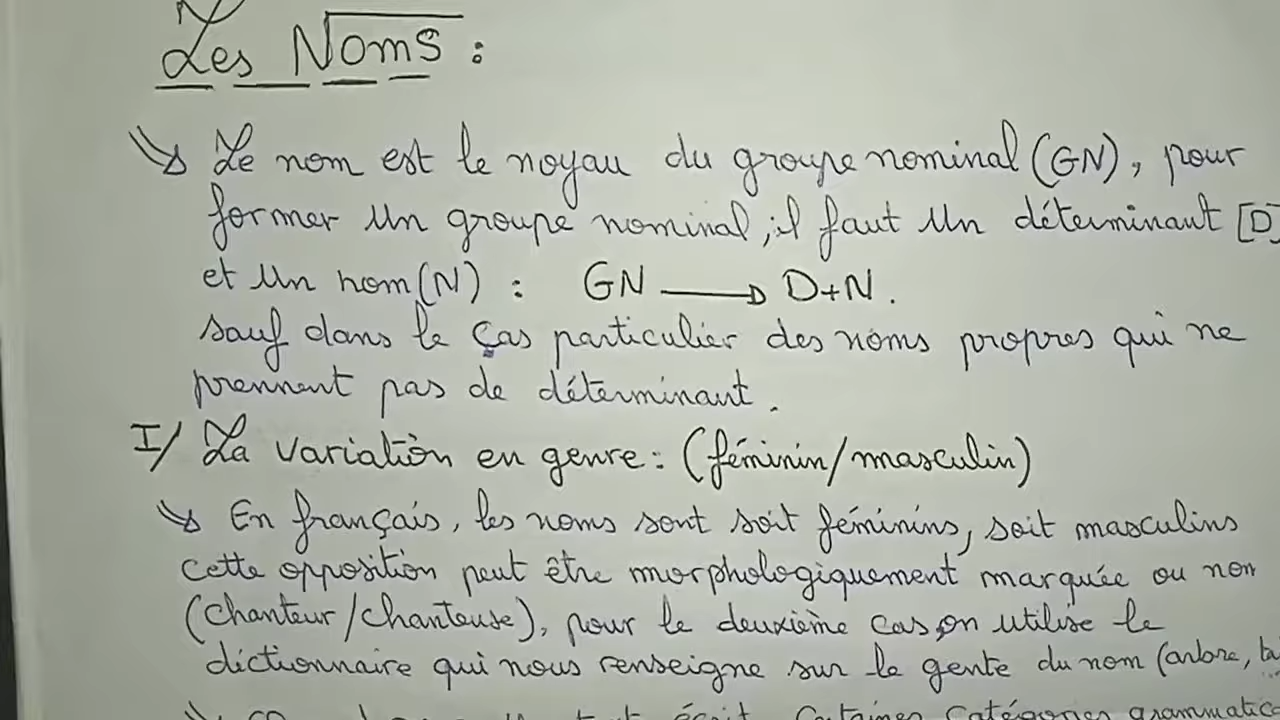 Les Noms :
Le nom est le noyau du groupe nominal (GN), pour
former un groupe nominal, il faut un déterminant [D]
et un nom (N) : GN → D+N.
sauf dans le ças particulier des noms propres qui ne
prennent pas de déterminant.
I/ La variation en genre : (féminin/masculin)
En français, les noms sont soit féminins, soit masculins
cette opposition peut être morphologiquement marquée ou non
(chanteur/chanteuse), pour le deuxième cas, on utilise le
dictionnaire qui nous renseigne sur le gente du nom (arbre,
écrit. Certaines catégories